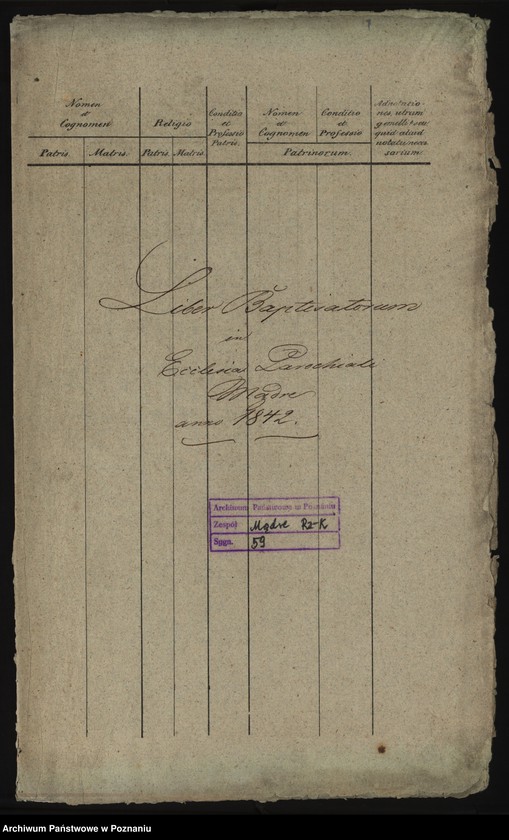 Nomen
et
Cognomen
Patris. Matris.
Religio
Patris. Matris.
Conditio
et
Professio
Patris.
Nomen
et
Cognomen
Conditio
et
Professio
Patrinorum.
Adnotatio-
nes, utrum
gemelli seu
quid aliud
notatu neces
sarium.
Liber Baptisatorum
in
Ecclesia Parochiali
Mądre
anno 1842.
Archiwum Państwowe w Poznaniu
Zespół Mądre Rz-K
Sygn. 59
Archiwum Państwowe w Poznaniu